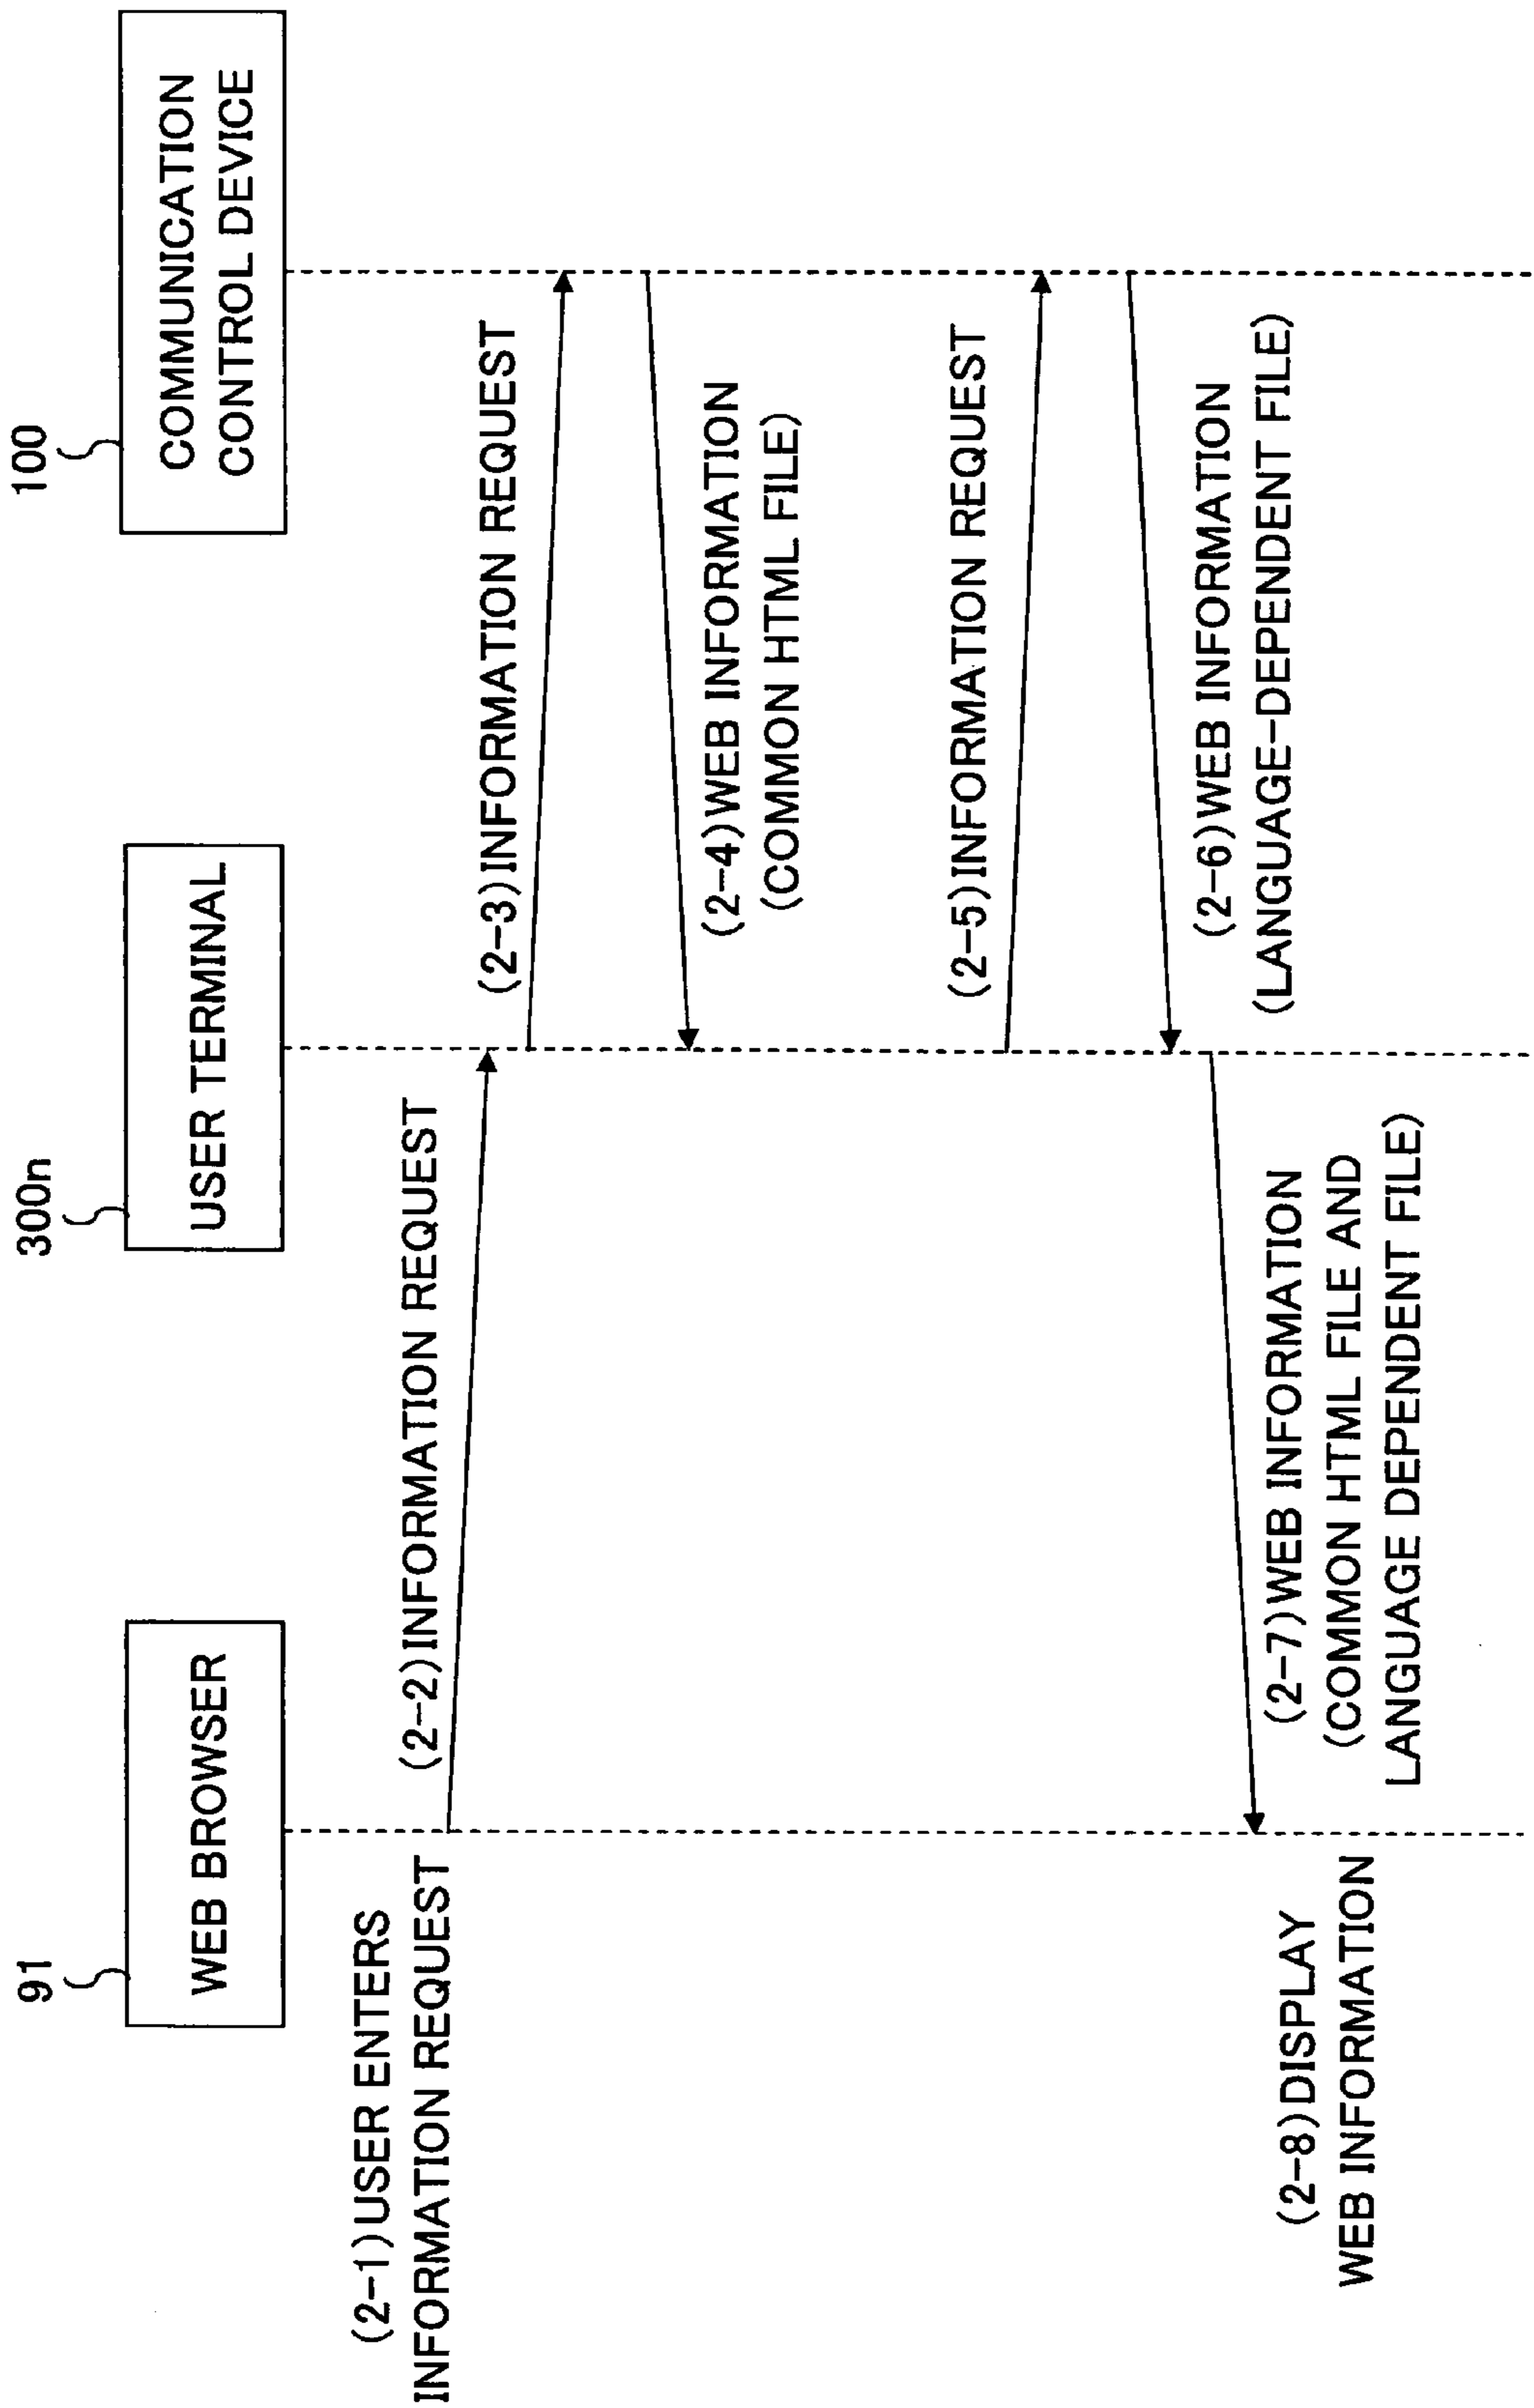 91
WEB BROWSER
300n
USER TERMINAL
100
COMMUNICATION
CONTROL DEVICE
(2-1)USER ENTERS
INFORMATION REQUEST
(2-2)INFORMATION REQUEST
(2-3)INFORMATION REQUEST
(2-4)WEB INFORMATION
(COMMON HTML FILE)
(2-5)INFORMATION REQUEST
(2-6)WEB INFORMATION
(LANGUAGE-DEPENDENT FILE)
(2-7)WEB INFORMATION
(COMMON HTML FILE AND
LANGUAGE DEPENDENT FILE)
(2-8)DISPLAY
WEB INFORMATION